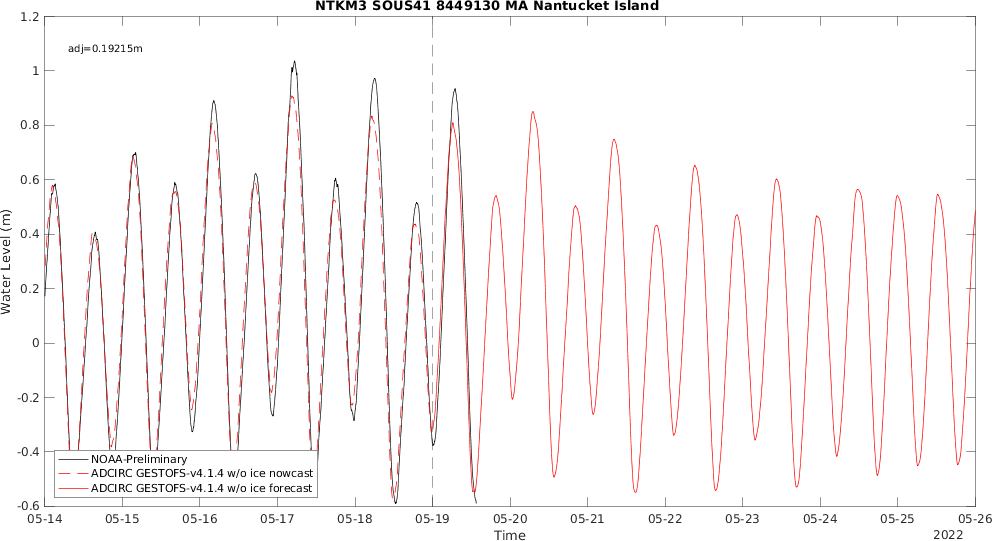 NTKM3 SOUS41 8449130 MA Nantucket Island
adj=0.19215m
Water Level (m)
1.2
1
0.8
0.6
0.4
0.2
0
-0.2
-0.4
-0.6
NOAA-Preliminary
ADCIRC GESTOFS-v4.1.4 w/o ice nowcast
ADCIRC GESTOFS-v4.1.4 w/o ice forecast
05-14 05-15 05-16 05-17 05-18 05-19 05-20 05-21 05-22 05-23 05-24 05-25 05-26
Time
2022